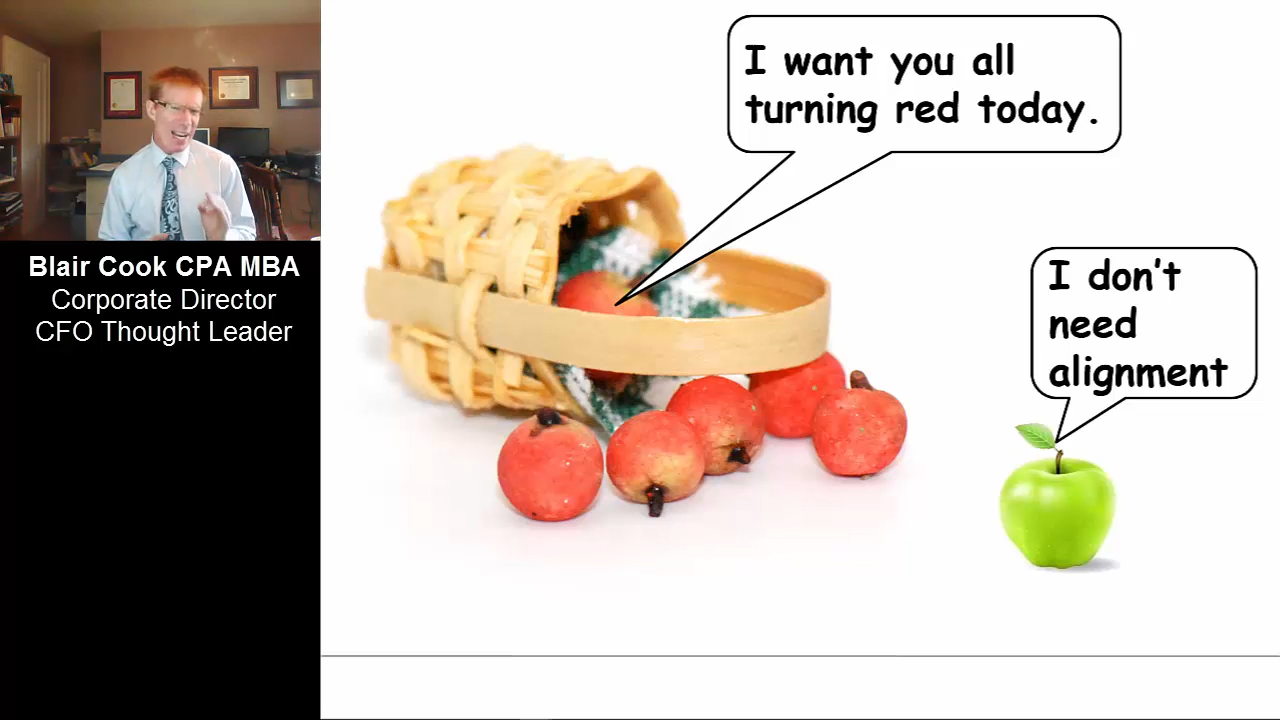 I want you all
turning red today.
I don't
need
alignment
Blair Cook CPA MBA
Corporate Director
CFO Thought Leader